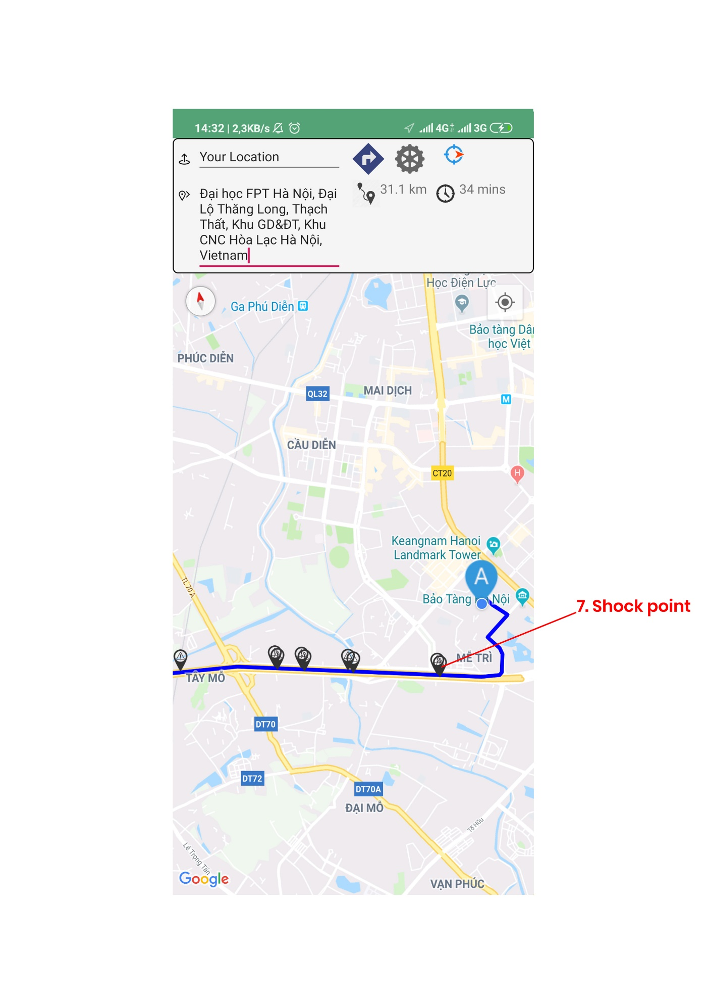 14:32 | 2,3KB/s
4G+ 3G
Your Location
31.1 km
34 mins
Đại học FPT Hà Nội, Đại
Lộ Thăng Long, Thạch
Thất, Khu GD&ĐT, Khu
CNC Hòa Lạc Hà Nội,
Vietnam
Học Điện Lực
Ga Phú Diễn
Bảo tàng Dân
học Việt
PHÚC DIỄN
QL32
MAI DỊCH
M
CẦU DIỄN
CT20
H
Keangnam Hanoi
Landmark Tower
A
TL70A
Bảo Tàng Nội
7. Shock point
MỄ TRÌ
TÂY MỖ
DT70
DT72
DT70A
ĐẠI MỖ
Tố Hữu
Lê Trọng Tấn
Google
VẠN PHÚC